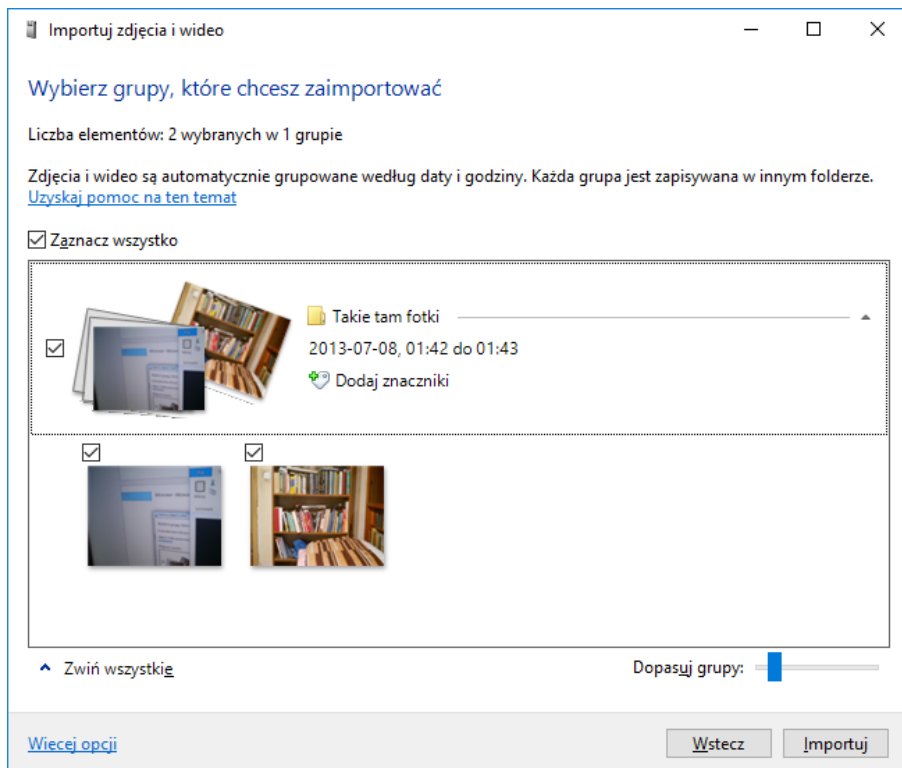 Importuj zdjęcia i wideo
Wybierz grupy, które chcesz zaimportować
Liczba elementów: 2 wybranych w 1 grupie
Zdjęcia i wideo są automatycznie grupowane według daty i godziny. Każda grupa jest zapisywana w innym folderze.
Uzyskaj pomoc na ten temat
Zaznacz wszystko
Takie tam fotki
2013-07-08, 01:42 do 01:43
Dodaj znaczniki
Zwiń wszystkie
Dopasuj grupy:
Więcej opcji
Wstecz
Importuj